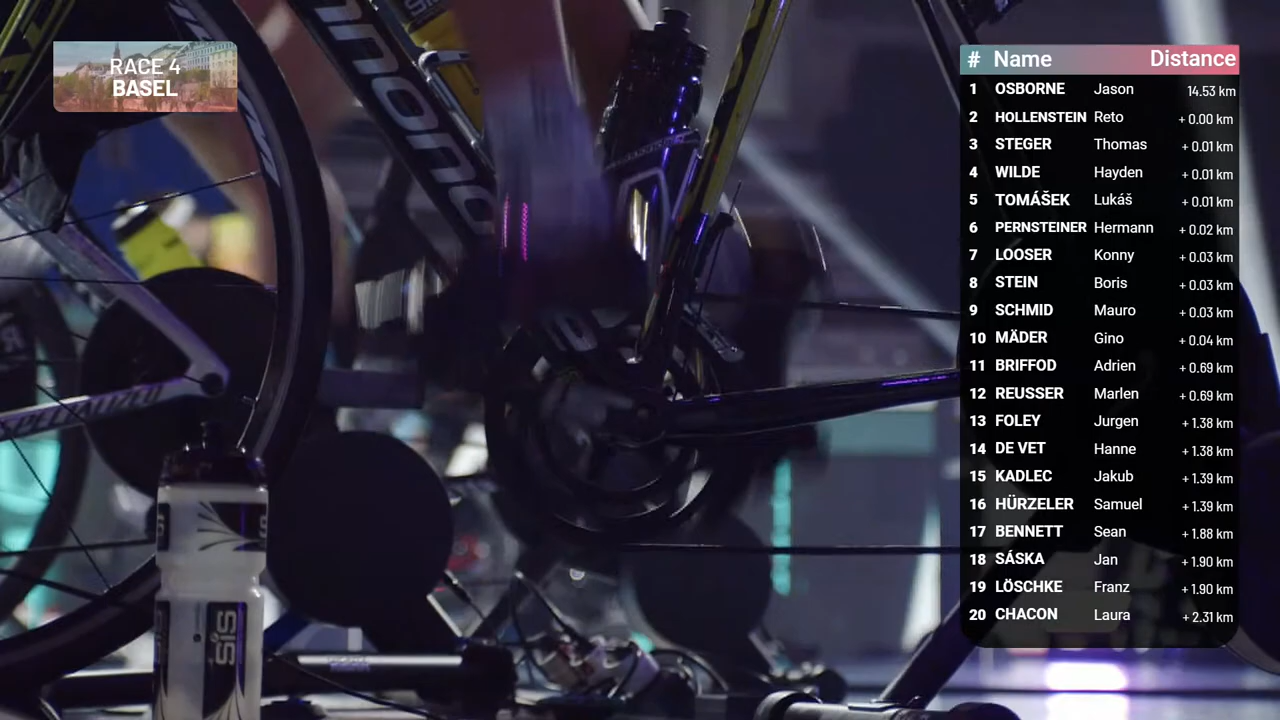 RACE 4
BASEL
# Name Distance
1 OSBORNE Jason 14.53 km
2 HOLLENSTEIN Reto + 0.00 km
3 STEGER Thomas + 0.01 km
4 WILDE Hayden + 0.01 km
5 TOMÁŠEK Lukáš + 0.01 km
6 PERNSTEINER Hermann + 0.02 km
7 LOOSER Konny + 0.03 km
8 STEIN Boris + 0.03 km
9 SCHMID Mauro + 0.03 km
10 MÄDER Gino + 0.04 km
11 BRIFFOD Adrien + 0.69 km
12 REUSSER Marlen + 0.69 km
13 FOLEY Jurgen + 1.38 km
14 DE VET Hanne + 1.38 km
15 KADLEC Jakub + 1.39 km
16 HÜRZELER Samuel + 1.39 km
17 BENNETT Sean + 1.88 km
18 SÁSKA Jan + 1.90 km
19 LÖSCHKE Franz + 1.90 km
20 CHACON Laura + 2.31 km
SPECIALIZED
SiS